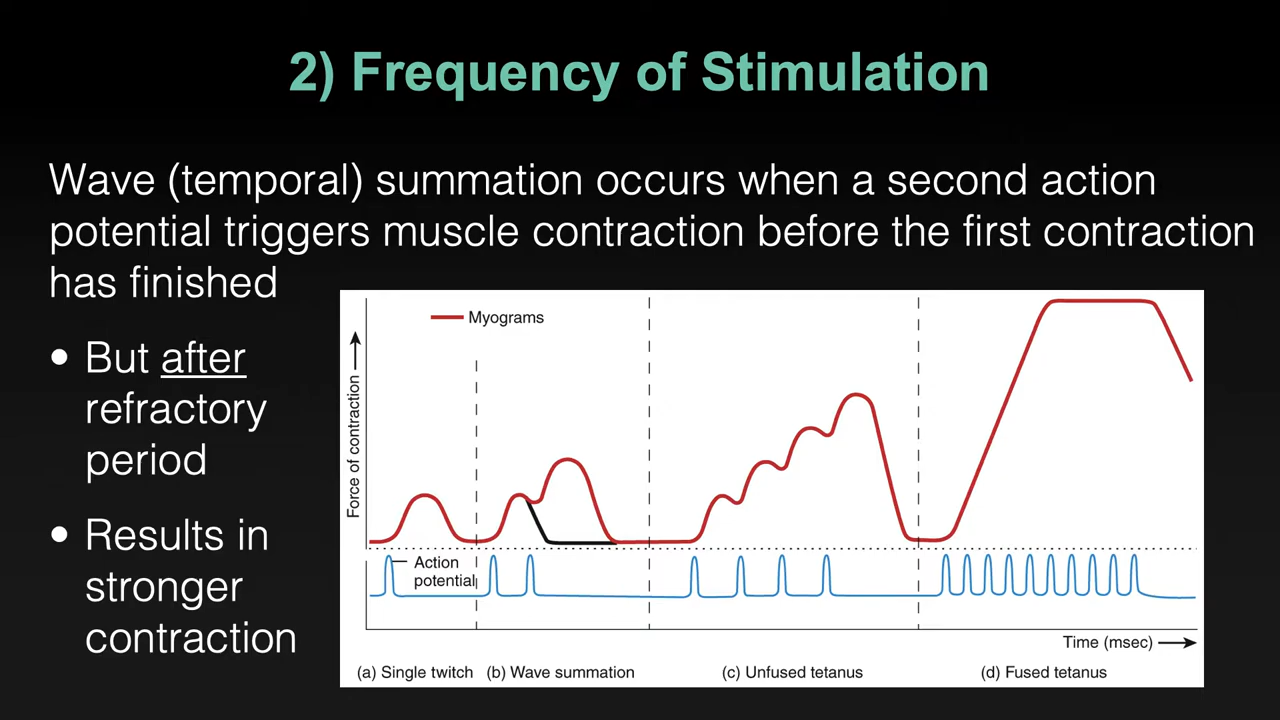 2) Frequency of Stimulation
Wave (temporal) summation occurs when a second action
potential triggers muscle contraction before the first contraction
has finished
• But after
refractory
period
• Results in
stronger
contraction
Myograms
Force of contraction
Action
potential
Time (msec)
(a) Single twitch
(b) Wave summation
(c) Unfused tetanus
(d) Fused tetanus